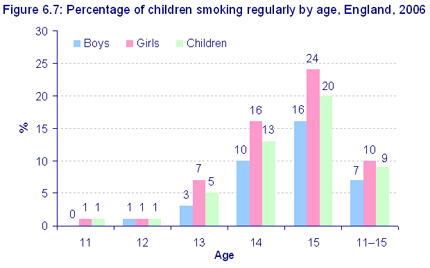 Figure 6.7: Percentage of children smoking regularly by age, England, 2006
30
25
20
15
10
5
0
%
Boys Girls Children
0 1 1
1 1 1
3 7 5
10 16 13
16 24 20
7 10 9
11 12 13 14 15 11–15
Age